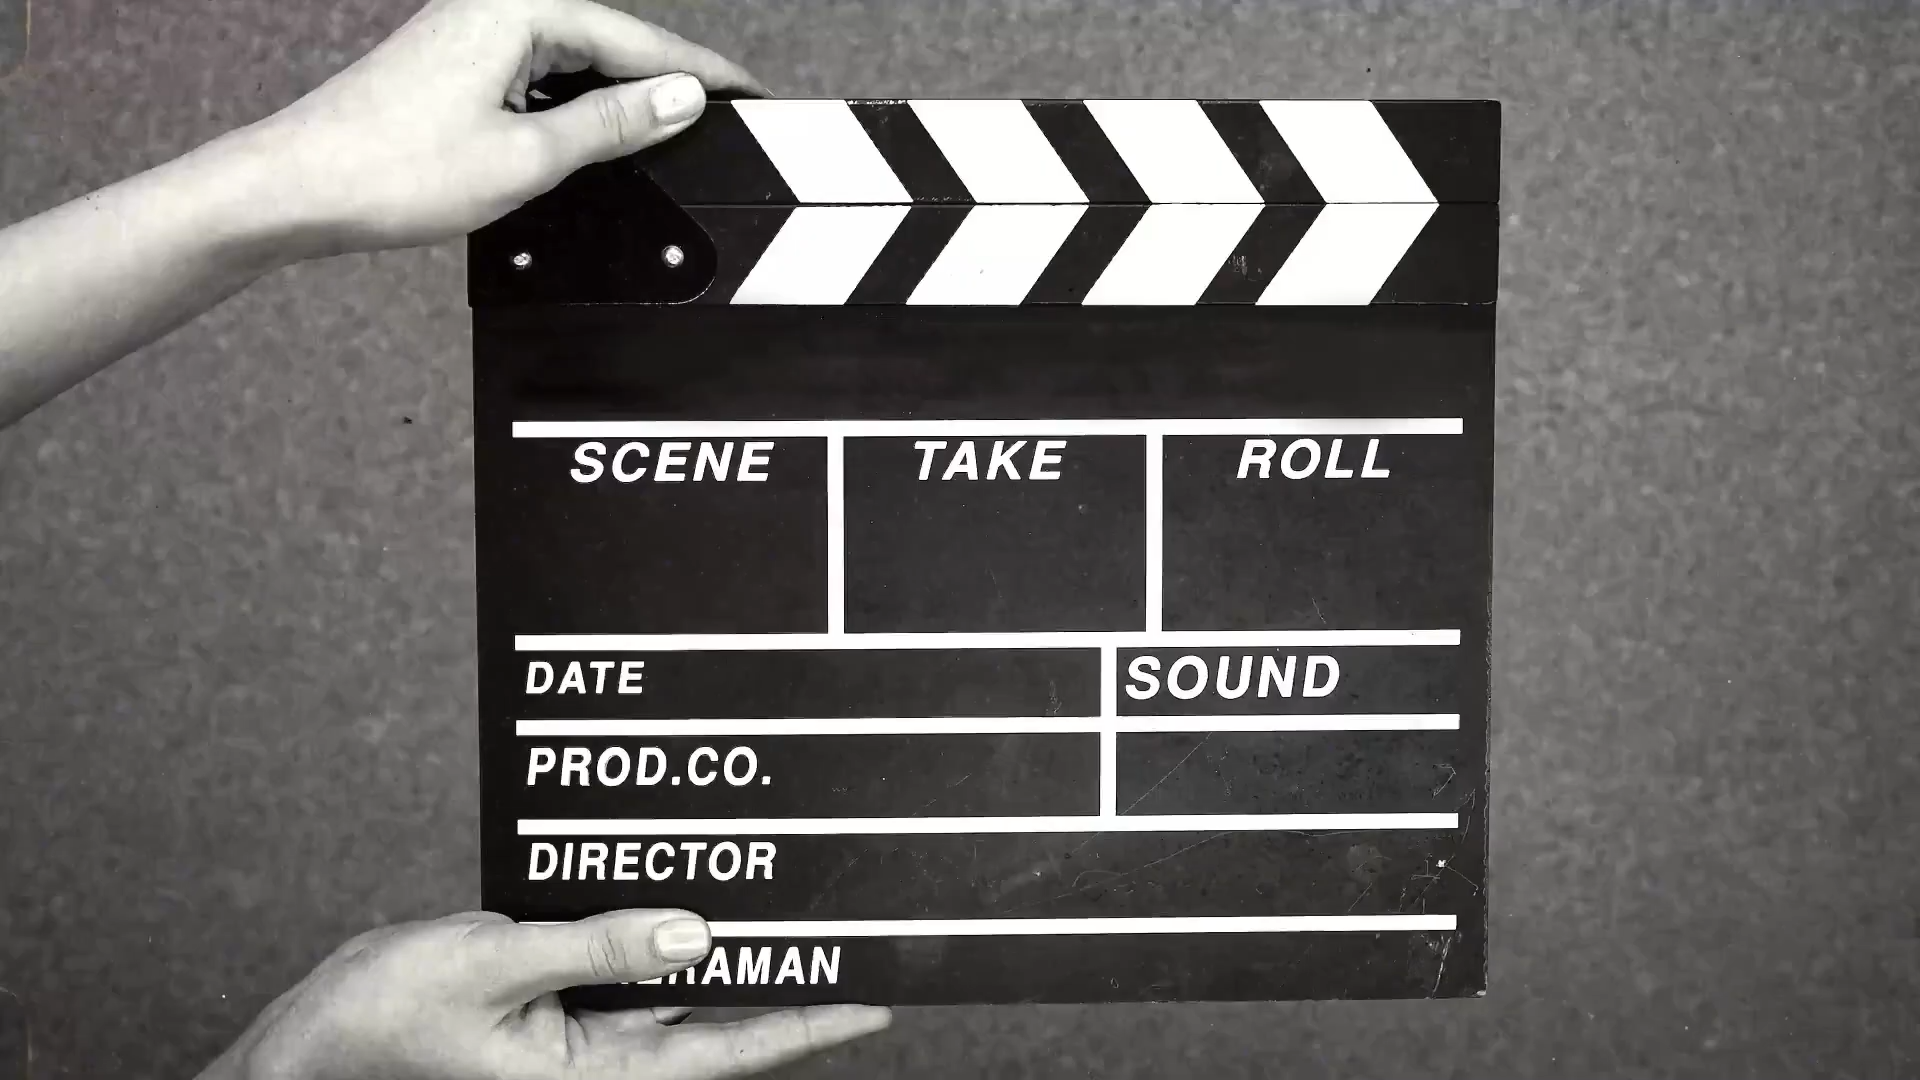 SCENE TAKE ROLL
DATE SOUND
PROD.CO.
DIRECTOR